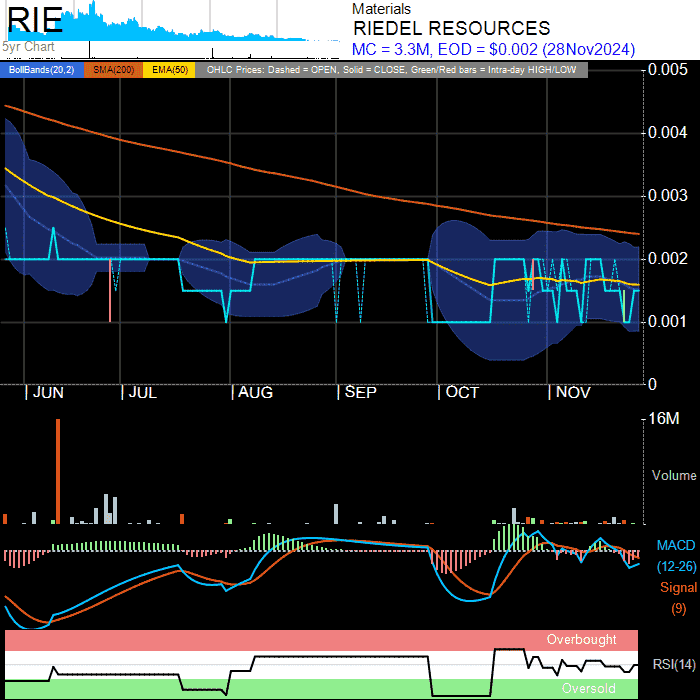 RIE
5yr Chart
Materials
RIEDEL RESOURCES
MC = 3.3M, EOD = $0.002 (28Nov2024)
BollBands(20,2) SMA(200) EMA(50) OHLC Prices: Dashed = OPEN, Solid = CLOSE, Green/Red bars = Intra-day HIGH/LOW
0.005
0.004
0.003
0.002
0.001
0
JUN JUL AUG SEP OCT NOV
16M
Volume
MACD
(12-26)
Signal
(9)
Overbought
RSI(14)
Oversold